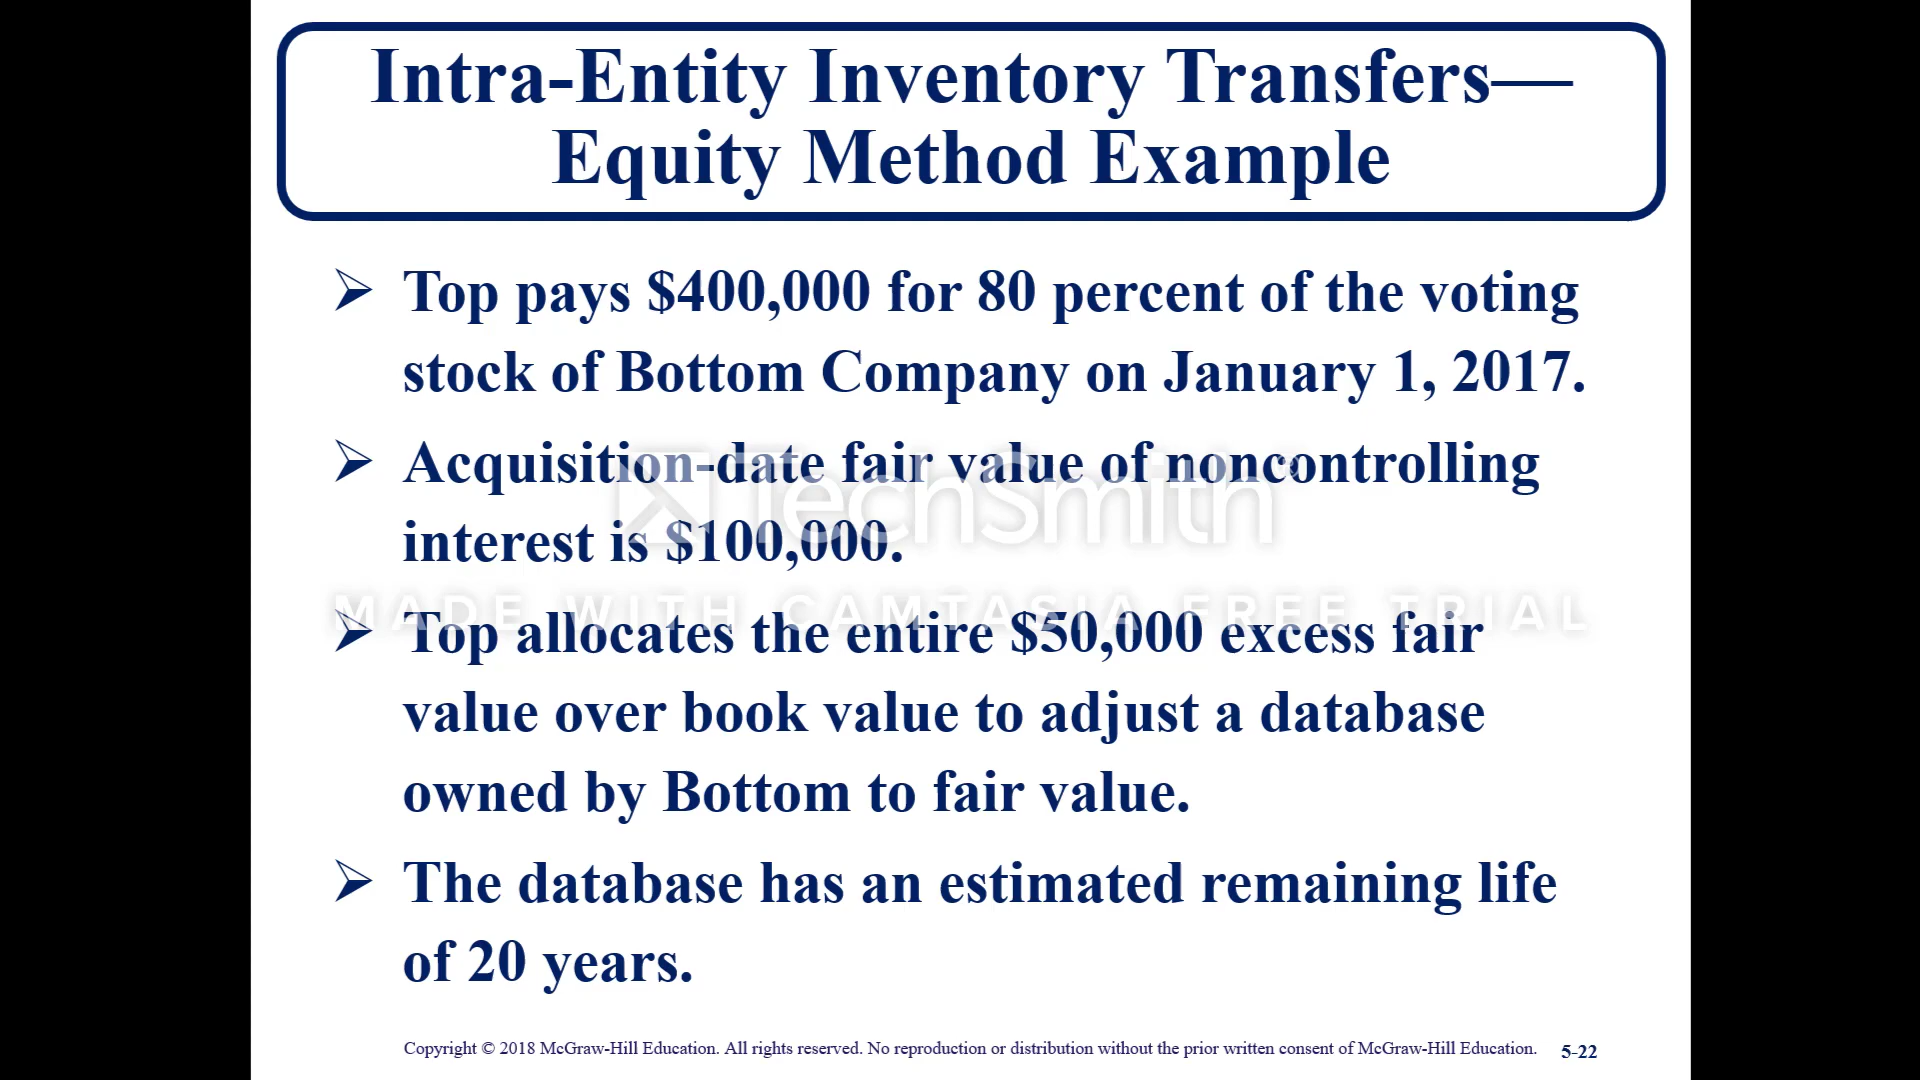 Intra-Entity Inventory Transfers—
Equity Method Example
➢ Top pays $400,000 for 80 percent of the voting
stock of Bottom Company on January 1, 2017.
➢ Acquisition-date fair value of noncontrolling
interest is $100,000.
TechSmith
MADE WITH CAMTASIA FREE TRIAL
➢ Top allocates the entire $50,000 excess fair
value over book value to adjust a database
owned by Bottom to fair value.
➢ The database has an estimated remaining life
of 20 years.
Copyright © 2018 McGraw-Hill Education. All rights reserved. No reproduction or distribution without the prior written consent of McGraw-Hill Education. 5-22